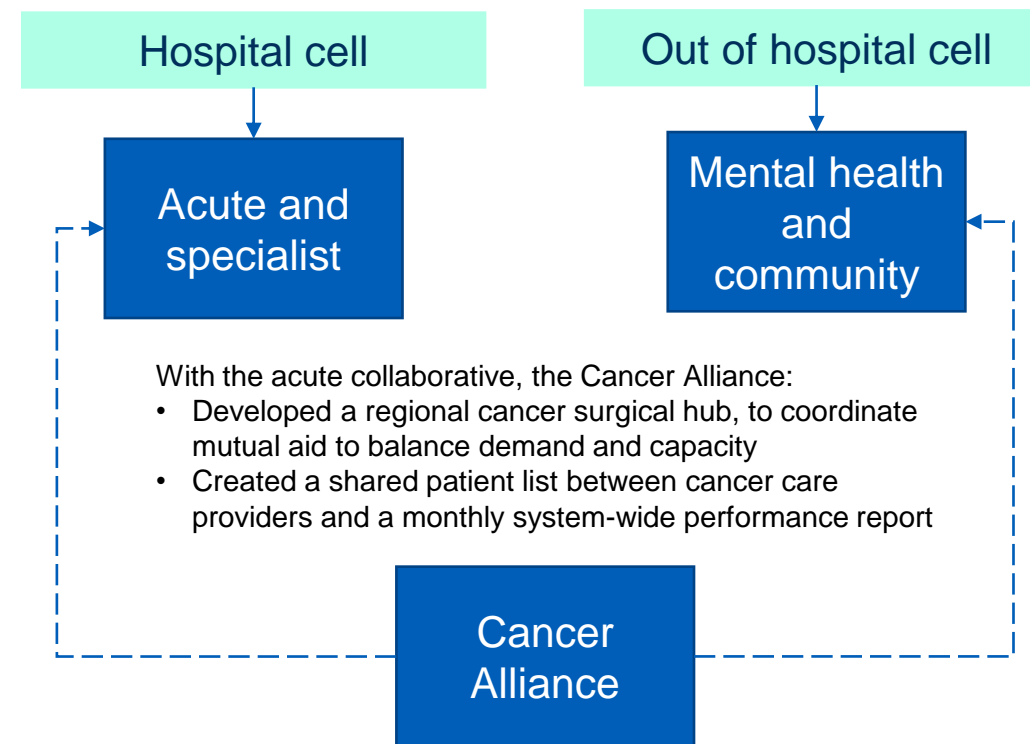 Hospital cell
Out of hospital cell
Acute and
specialist
Mental health
and
community
With the acute collaborative, the Cancer Alliance:
• Developed a regional cancer surgical hub, to coordinate
mutual aid to balance demand and capacity
• Created a shared patient list between cancer care
providers and a monthly system-wide performance report
Cancer
Alliance